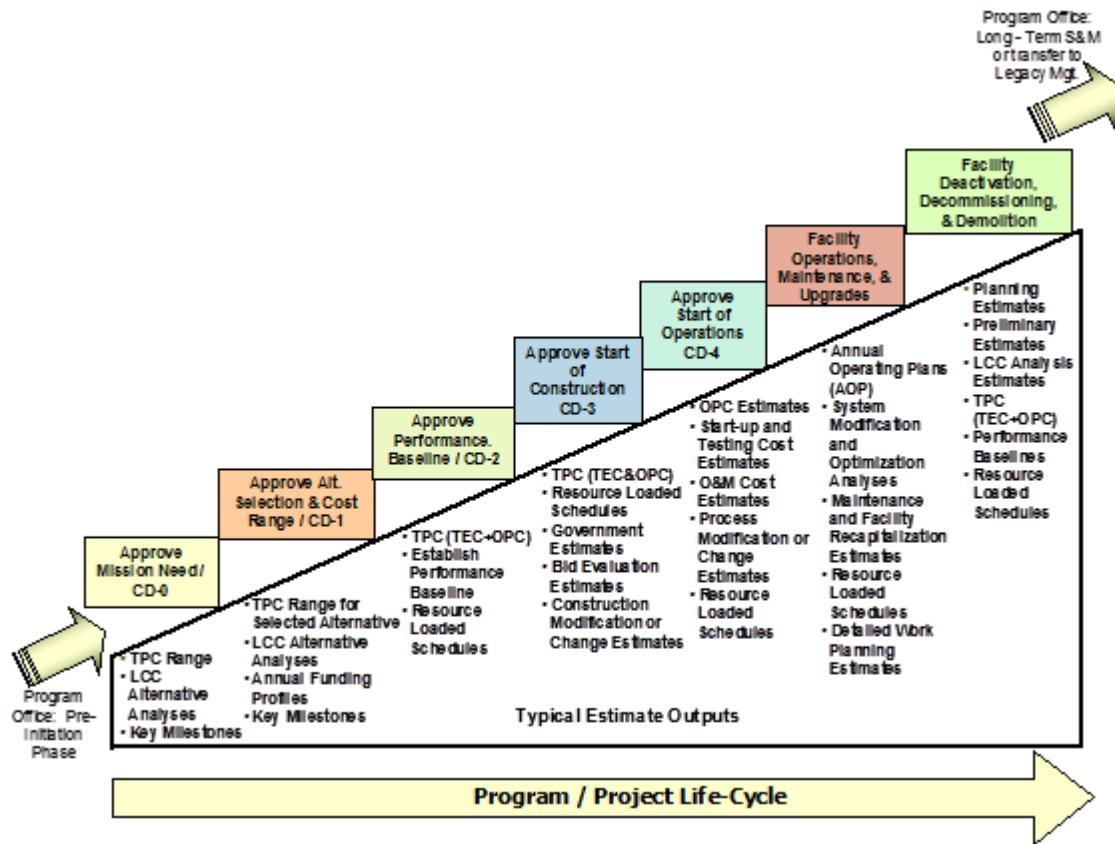 Program Office:
Long - Term S&M
or transfer to
Legacy Mgt.
Facility
Deactivation,
Decommissioning,
& Demolition
Facility
Operations,
Maintenance, &
Upgrades
Approve
Start of
Operations
CD-4
Approve Start
of
Construction
CD-3
Approve
Performance.
Baseline / CD-2
Approve Alt.
Selection & Cost
Range / CD-1
Approve
Mission Need /
CD-0
Program
Office: Pre-
Initiation
Phase
• TPC Range
• LCC
Alternative
Analyses
• Key Milestones
• TPC Range for
Selected Alternative
• LCC Alternative
Analyses
• Annual Funding
Profiles
• Key Milestones
• TPC (TEC+OPC)
• Establish
Performance
Baseline
• Resource
Loaded
Schedules
• TPC (TEC&OPC)
• Resource Loaded
Schedules
• Government
Estimates
• Bid Evaluation
Estimates
• Construction
Modification or
Change Estimates
• OPC Estimates
• Start-up and
Testing Cost
Estimates
• O&M Cost
Estimates
• Process
Modification or
Change
Estimates
• Resource
Loaded
Schedules
• Annual
Operating Plans
(AOP)
• System
Modification
and
Optimization
Analyses
• Maintenance
and Facility
Recapitalization
Estimates
• Resource
Loaded
Schedules
• Detailed Work
Planning
Estimates
• Planning
Estimates
• Preliminary
Estimates
• LCC Analysis
Estimates
• TPC
(TEC+OPC)
• Performance
Baselines
• Resource
Loaded
Schedules
Typical Estimate Outputs
Program / Project Life-Cycle